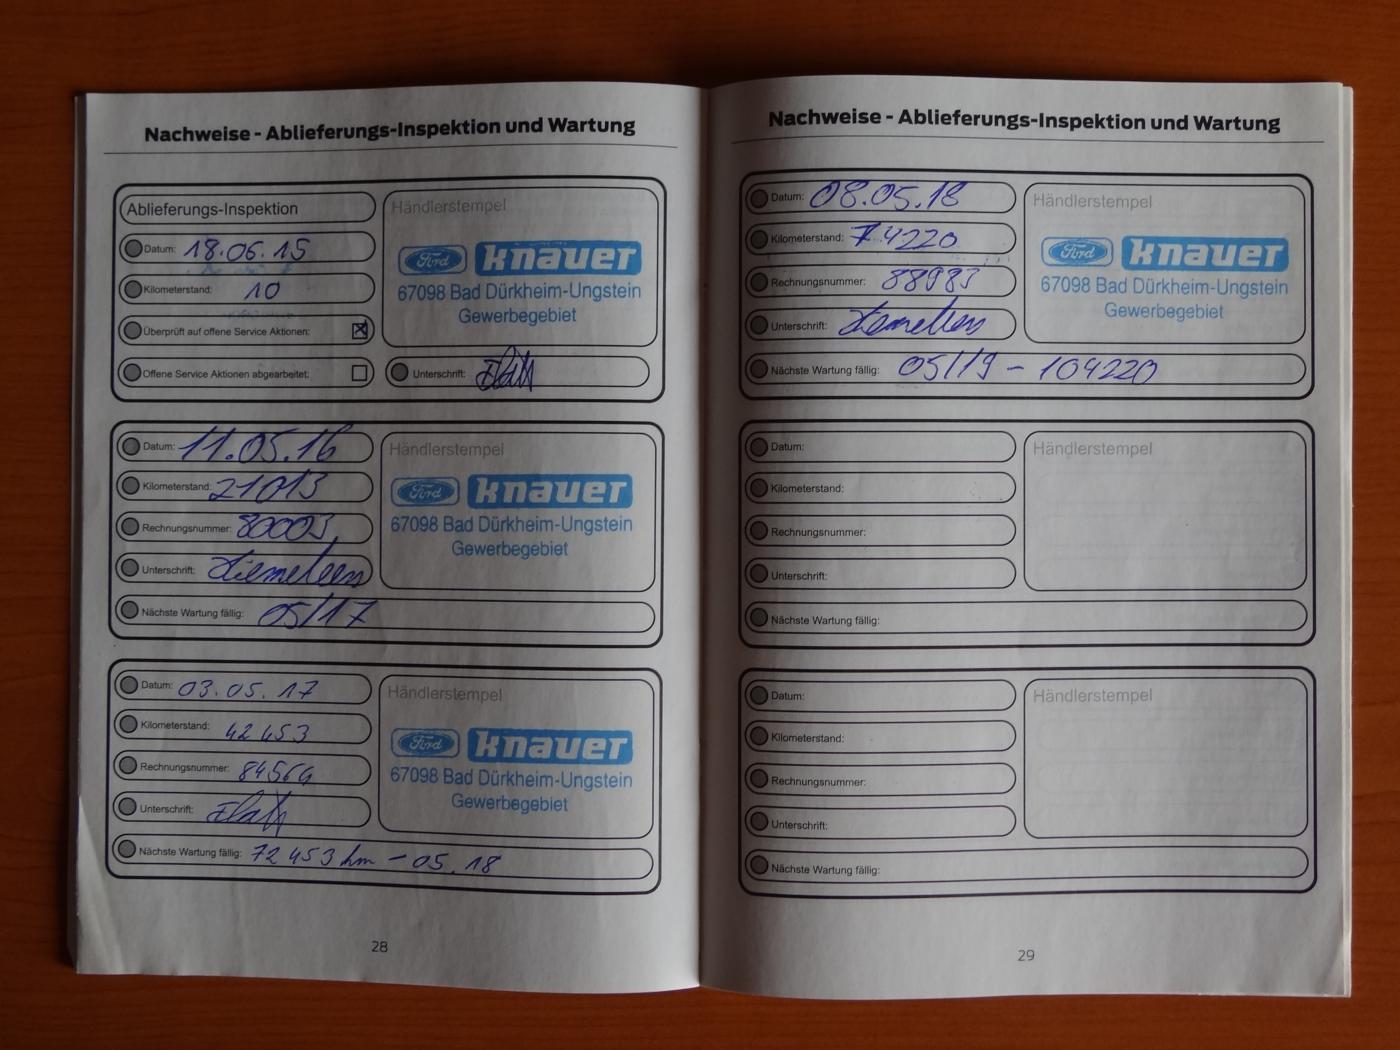 Nachweise - Ablieferungs-Inspektion und Wartung
Ablieferungs-Inspektion
Datum: 18.06.15
Kilometerstand: 10
Überprüft auf offene Service Aktionen: ☒
Offene Service Aktionen abgearbeitet: ☐
Händlerstempel
Ford knauer
67098 Bad Dürkheim-Ungstein
Gewerbegebiet
Unterschrift:
Datum: 11.05.16
Kilometerstand: 21013
Rechnungsnummer: 80003
Unterschrift:
Nächste Wartung fällig: 05/17
Händlerstempel
Ford knauer
67098 Bad Dürkheim-Ungstein
Gewerbegebiet
Datum: 03.05.17
Kilometerstand: 42453
Rechnungsnummer:
Unterschrift:
Nächste Wartung fällig: 72453 km - 05.18
Händlerstempel
Ford knauer
67098 Bad Dürkheim-Ungstein
Gewerbegebiet
28
Nachweise - Ablieferungs-Inspektion und Wartung
Datum: 08.05.18
Kilometerstand: 74220
Rechnungsnummer: 88983
Unterschrift:
Nächste Wartung fällig: 05/19 - 104220
Händlerstempel
Ford knauer
67098 Bad Dürkheim-Ungstein
Gewerbegebiet
Datum:
Kilometerstand:
Rechnungsnummer:
Unterschrift:
Nächste Wartung fällig:
Händlerstempel
Datum:
Kilometerstand:
Rechnungsnummer:
Unterschrift:
Nächste Wartung fällig:
Händlerstempel
29